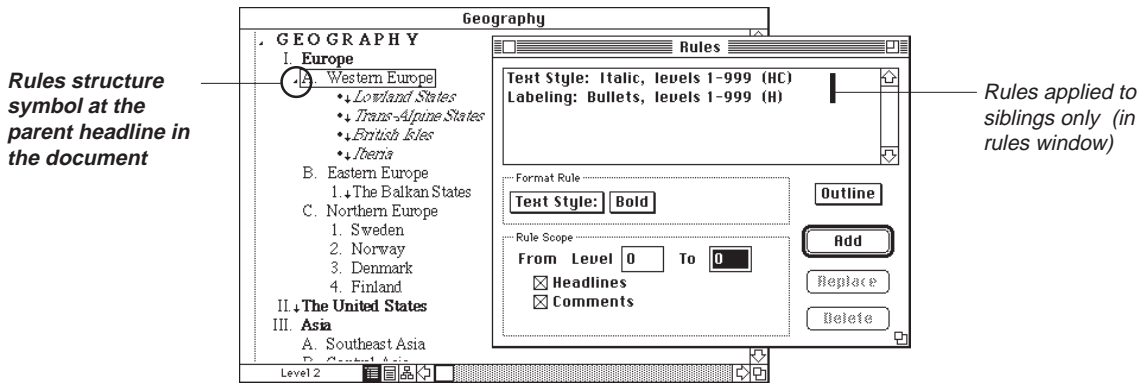 Rules structure
symbol at the
parent headline in
the document
Geography
GEOGRAPHY
I. Europe
A. Western Europe
Lowland States
Trans-Alpine States
British Isles
Iberia
B. Eastern Europe
1. The Balkan States
C. Northern Europe
1. Sweden
2. Norway
3. Denmark
4. Finland
II. The United States
III. Asia
A. Southeast Asia
B. Central Asia
Level 2
Rules
Text Style: Italic, levels 1-999 (HC)
Labeling: Bullets, levels 1-999 (H)
Format Rule
Text Style: Bold
Outline
Rule Scope
From Level 0 To 0
Headlines
Comments
Add
Replace
Delete
Rules applied to
siblings only (in
rules window)